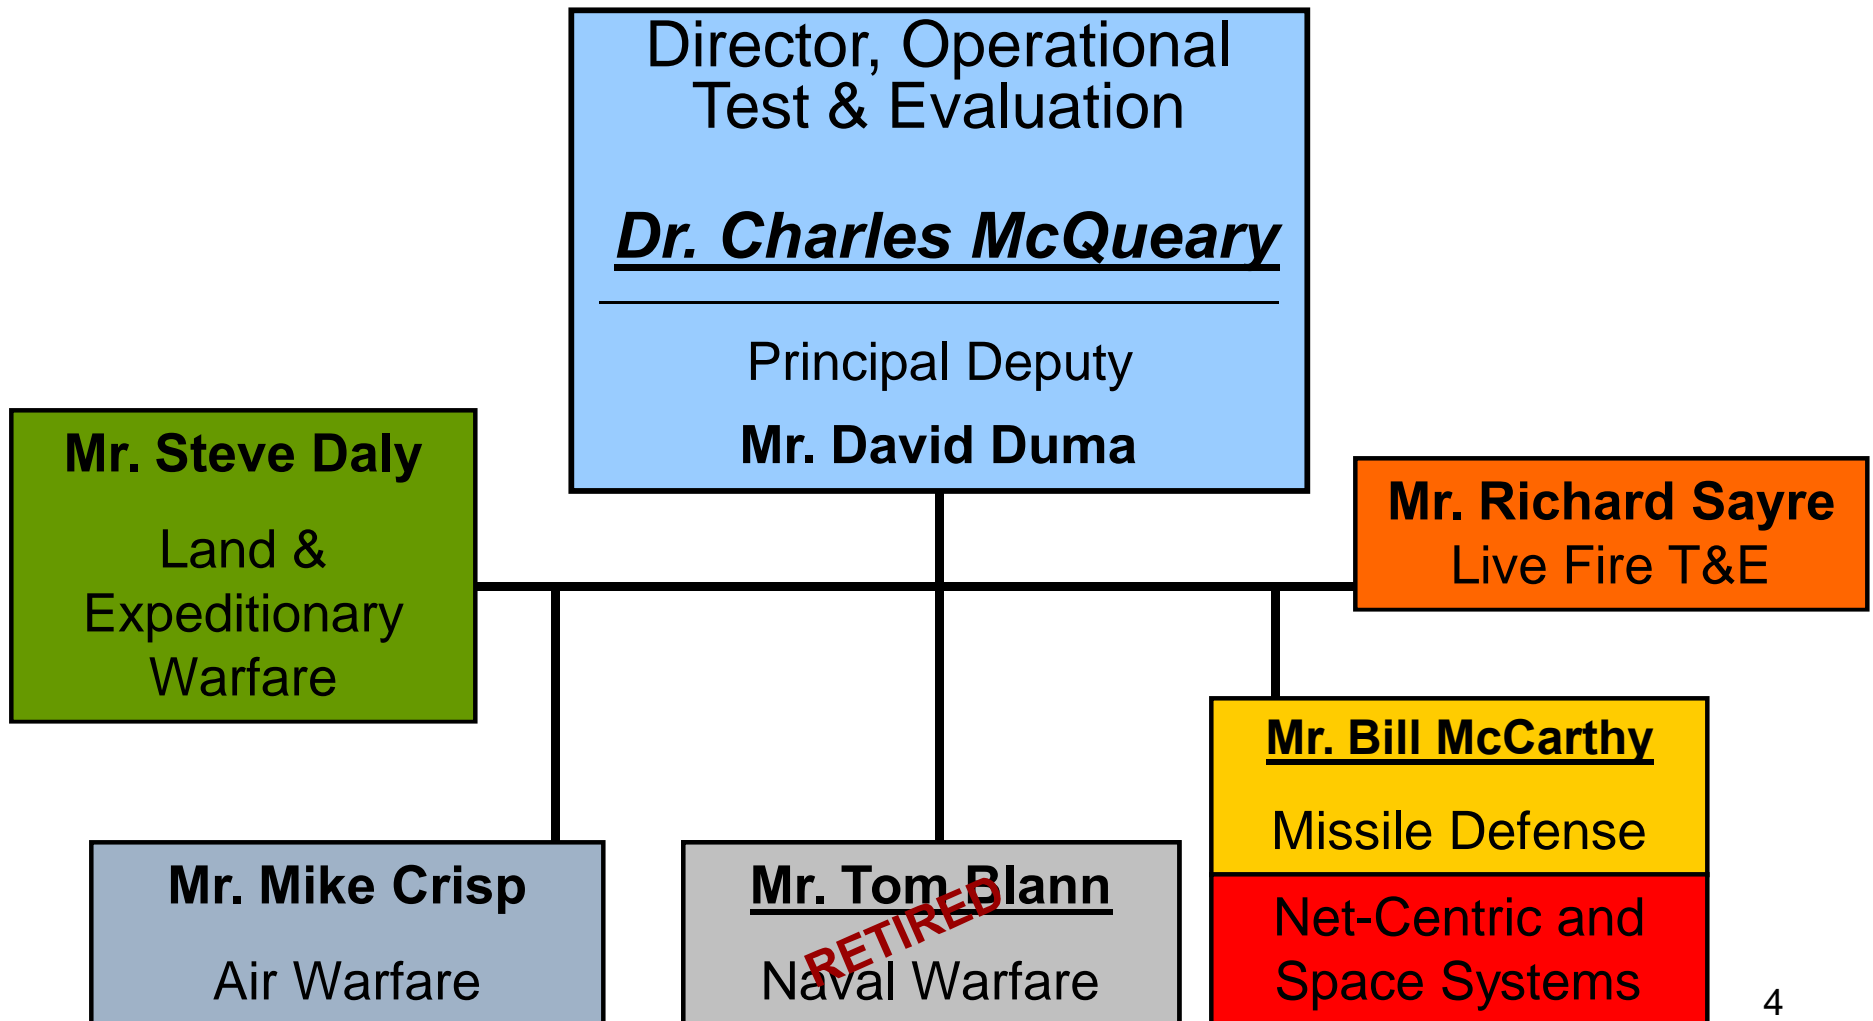 Director, Operational
Test & Evaluation
Dr. Charles McQueary
Principal Deputy
Mr. David Duma
Mr. Steve Daly
Land &
Expeditionary
Warfare
Mr. Richard Sayre
Live Fire T&E
Mr. Mike Crisp
Air Warfare
Mr. Tom Blann
RETIRED
Naval Warfare
Mr. Bill McCarthy
Missile Defense
Net-Centric and
Space Systems
4